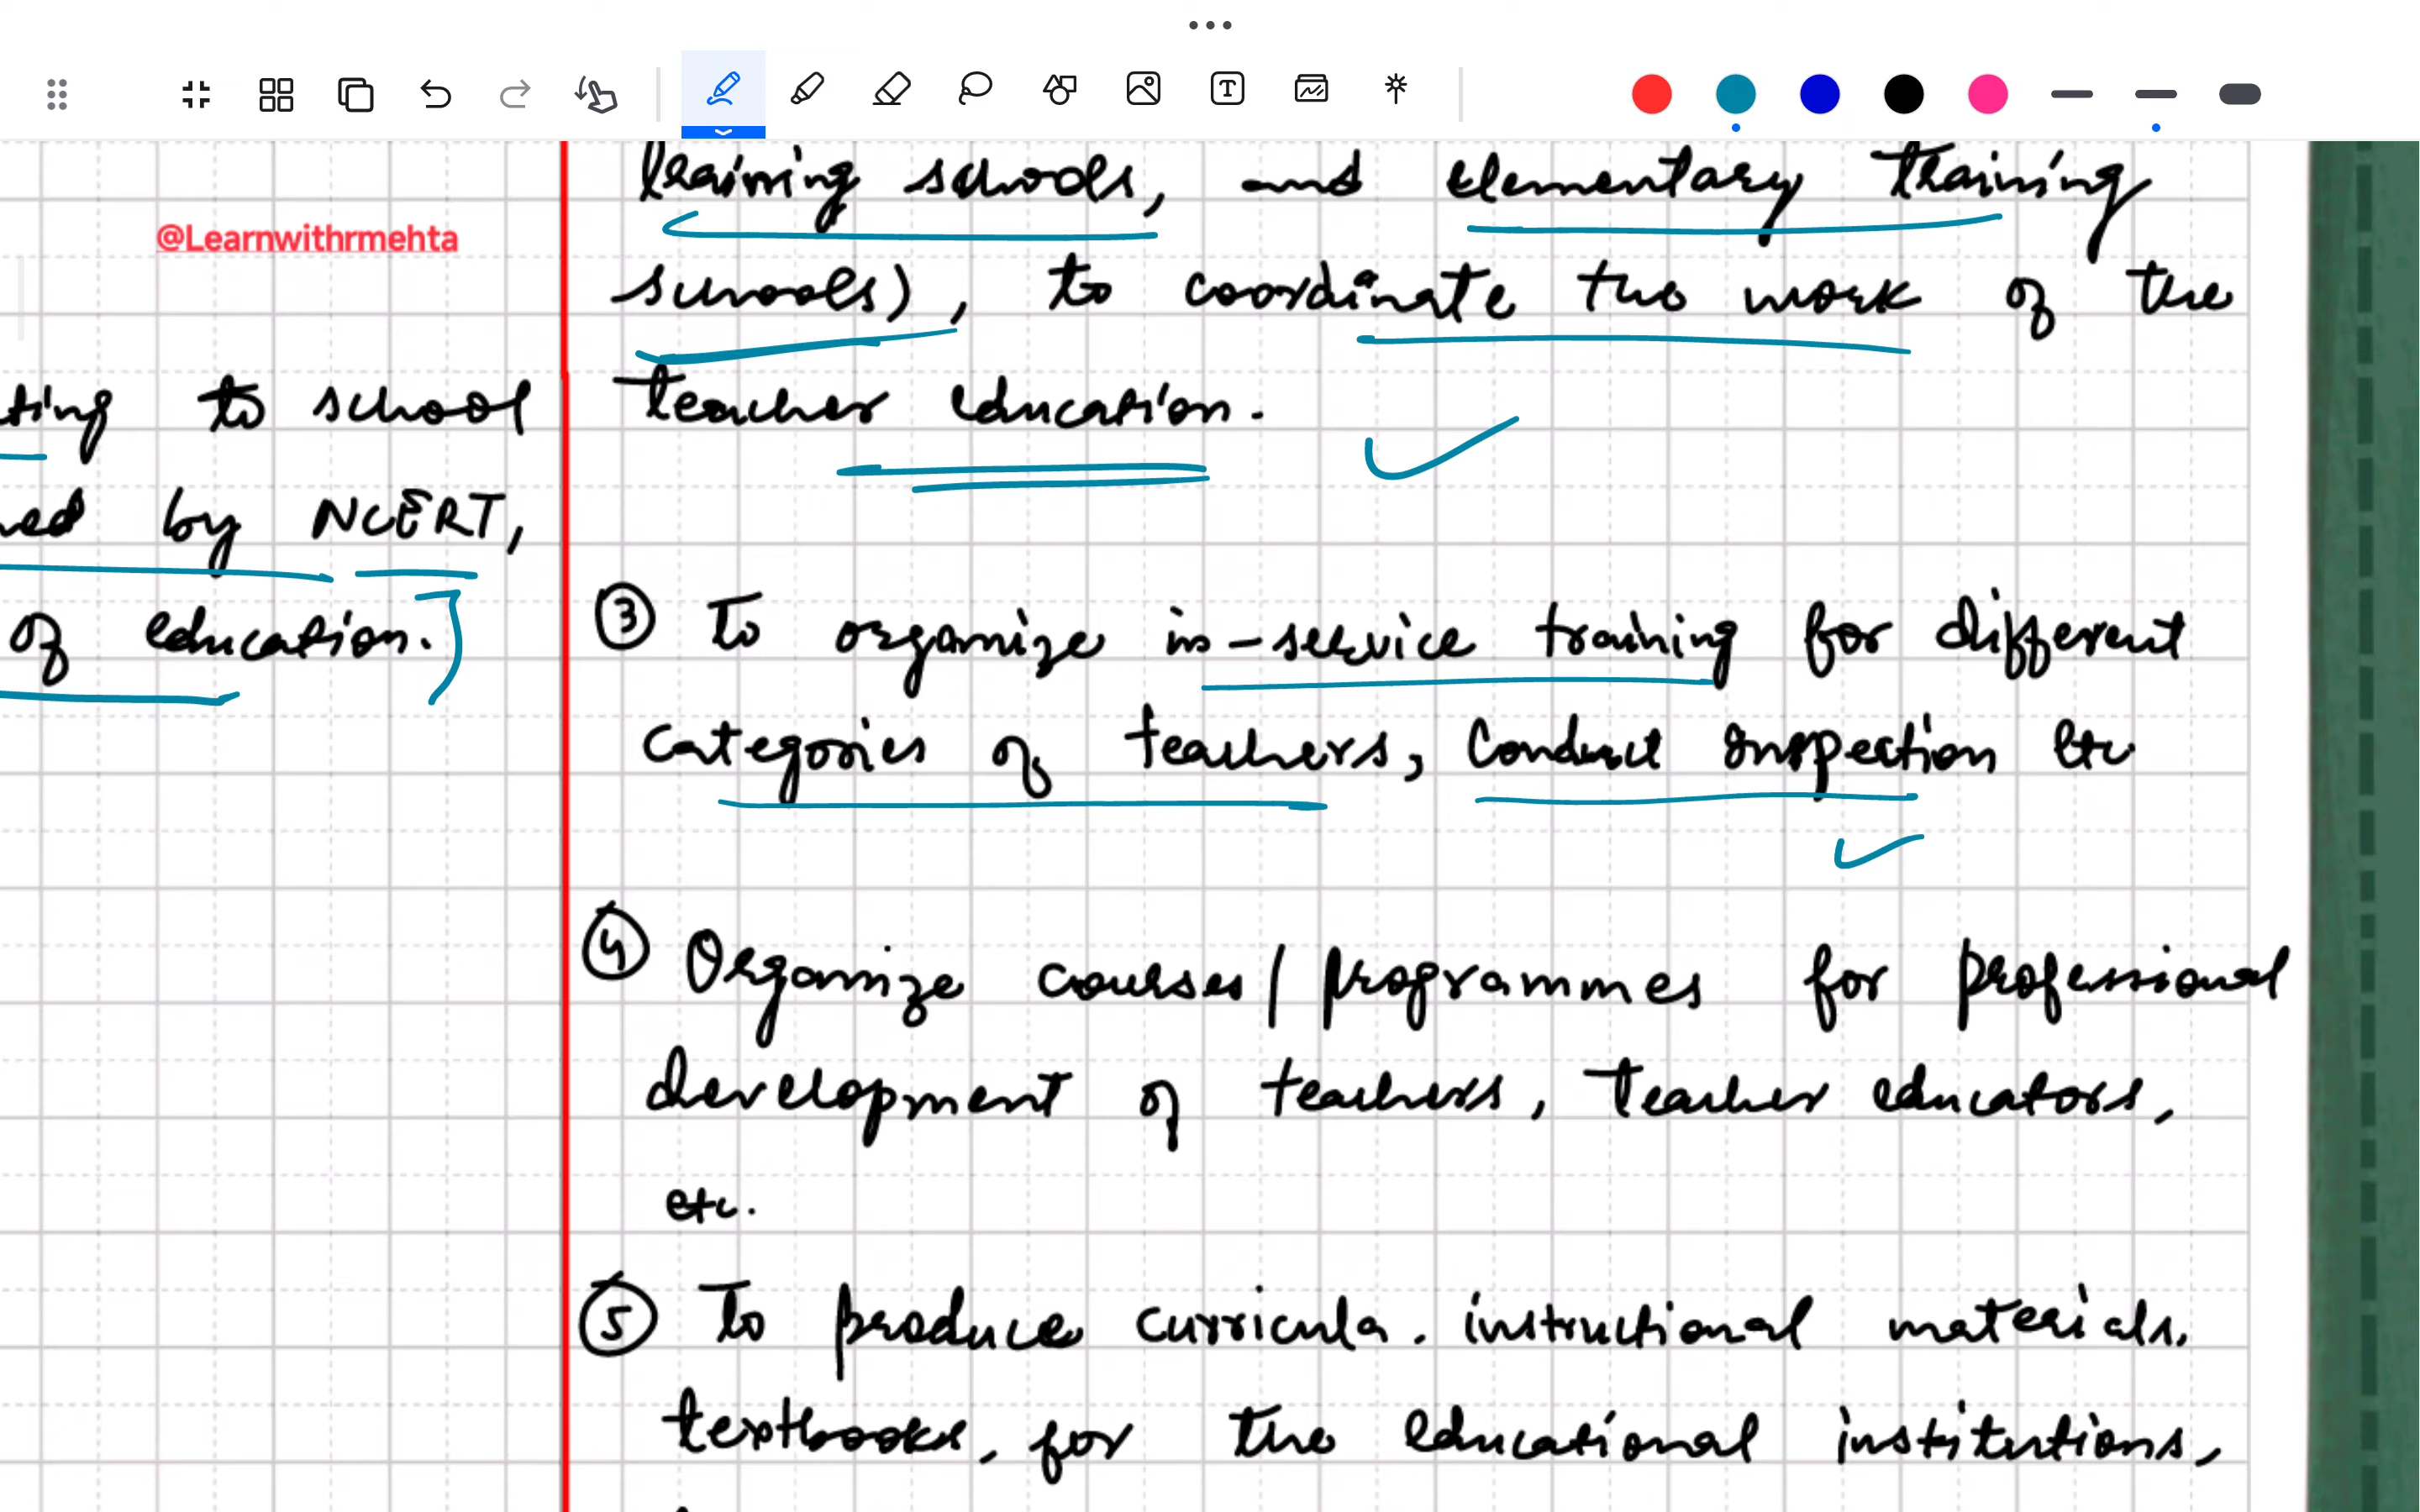 @Learnwithrmehta
ting to school
ned by NCERT,
of education.
learning schools, and elementary training
schools), to coordinate the work of the
teacher education.
③ To organize in-service training for different
categories of teachers, Conduct Inspection etc
④ Organize courses/programmes for professional
development of teachers, teacher educators,
etc.
⑤ To produce curricula. instructional materials.
textbooks, for the educational institutions,